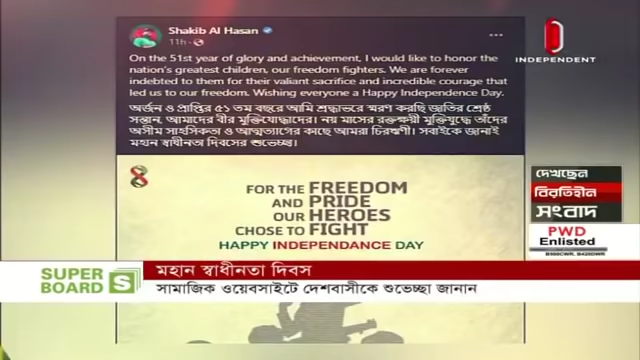 Shakib Al Hasan
11h
INDEPENDENT
On the 51st year of glory and achievement, I would like to honor the
nation's greatest children, our freedom fighters. We are forever
indebted to them for their valiant sacrifice and incredible courage that
led us to our freedom. Wishing everyone a Happy Independence Day.
অর্জন ও প্রাপ্তির ৫১ তম বছরে আমি শ্রদ্ধাভরে স্মরণ করছি জাতির শ্রেষ্ঠ
সন্তান, আমাদের বীর মুক্তিযোদ্ধাদের। নয় মাসের রক্তক্ষয়ী মুক্তিযুদ্ধে তাঁদের
অসীম সাহসিকতা ও আত্মত্যাগের কাছে আমরা চিরঋণী। সবাইকে জানাই
মহান স্বাধীনতা দিবসের শুভেচ্ছা।
FOR THE FREEDOM
AND PRIDE
OUR HEROES
CHOSE TO FIGHT
HAPPY INDEPENDANCE DAY
দেখছেন
বিরতিহীন
সংবাদ
PWD
Enlisted
B500CWR, B420DWR
SUPER
BOARD S
মহান স্বাধীনতা দিবস
সামাজিক ওয়েবসাইটে দেশবাসীকে শুভেচ্ছা জানান